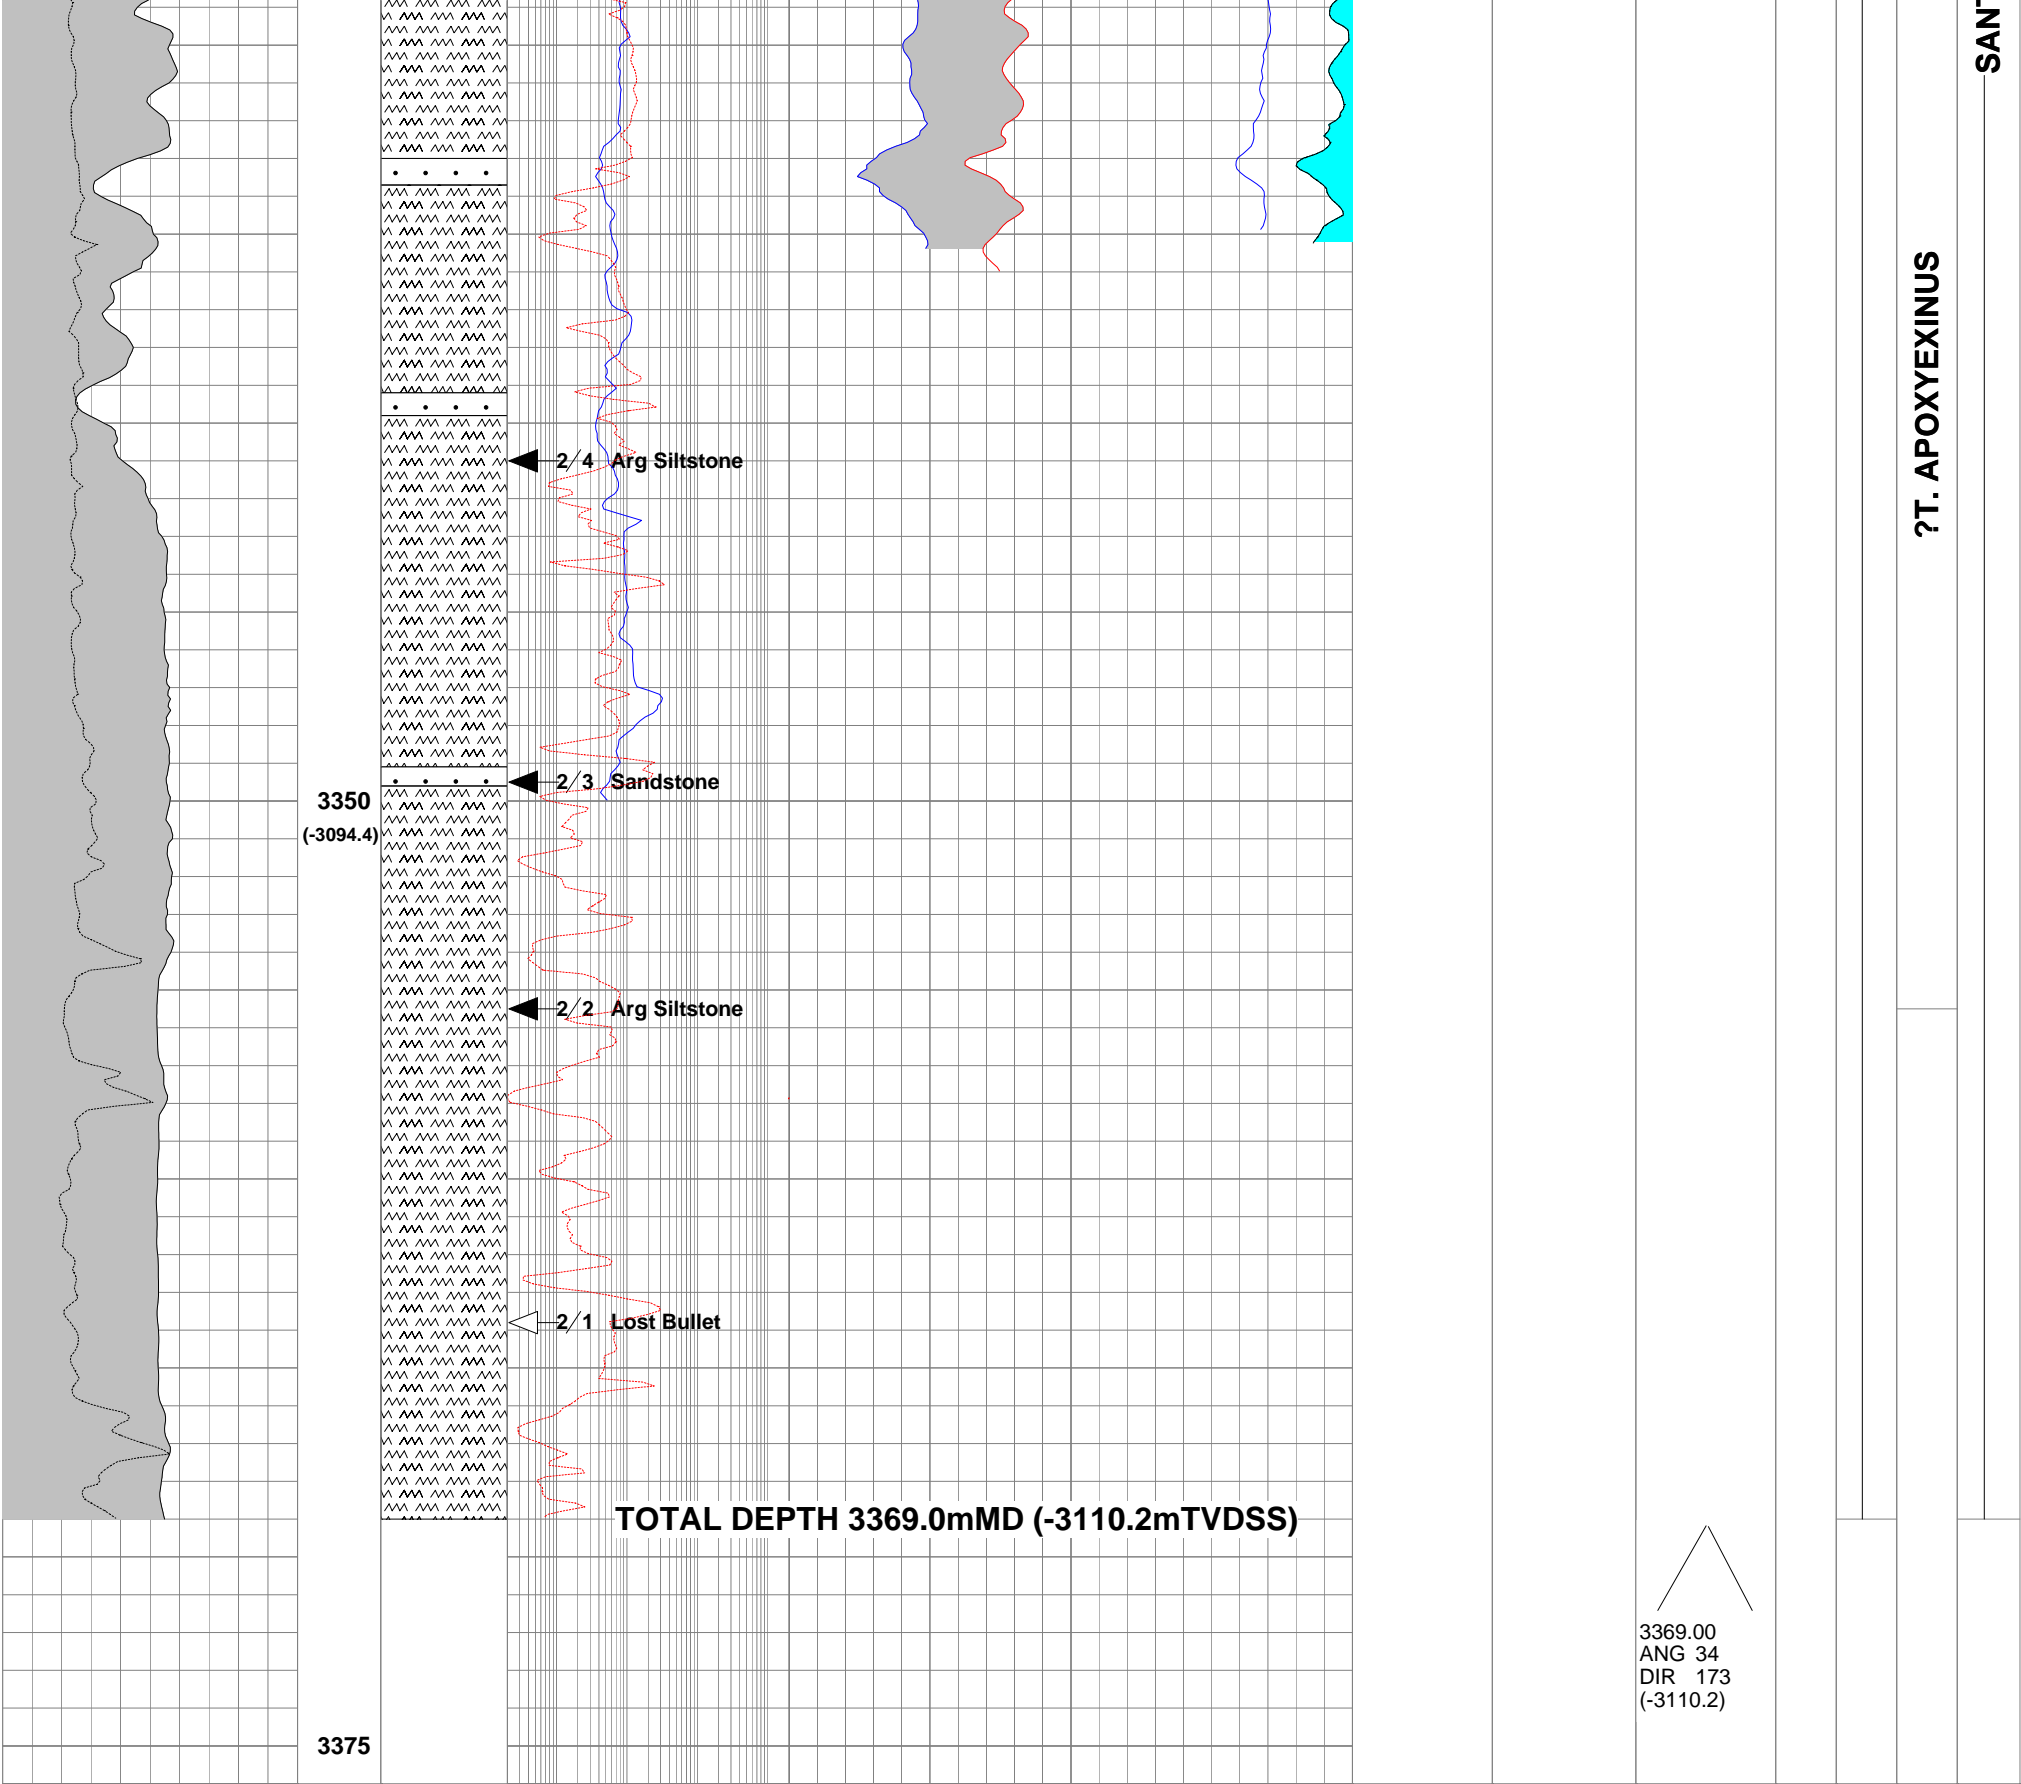 2/4 Arg Siltstone
2/3 Sandstone
3350
(-3094.4)
2/2 Arg Siltstone
2/1 Lost Bullet
TOTAL DEPTH 3369.0mMD (-3110.2mTVDSS)
3369.00
ANG 34
DIR 173
(-3110.2)
3375
?T. APOXYEXINUS
SANT